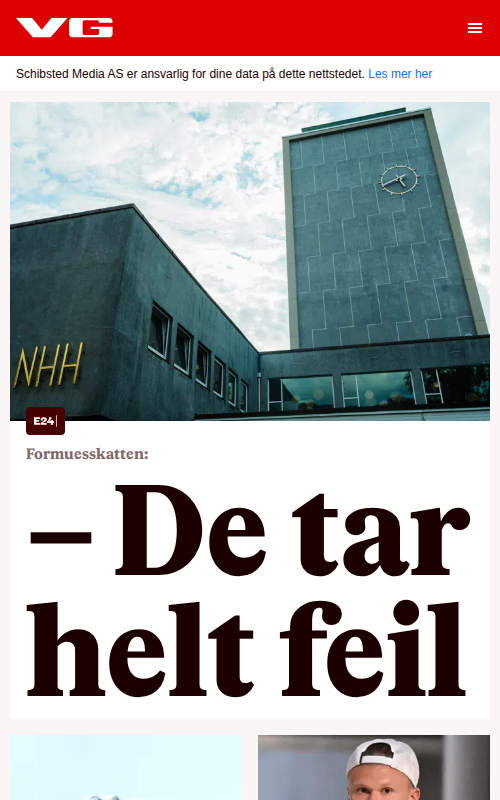 VG
Schibsted Media AS er ansvarlig for dine data på dette nettstedet. Les mer her
NHH
E24
Formuesskatten:
– De tar
helt feil